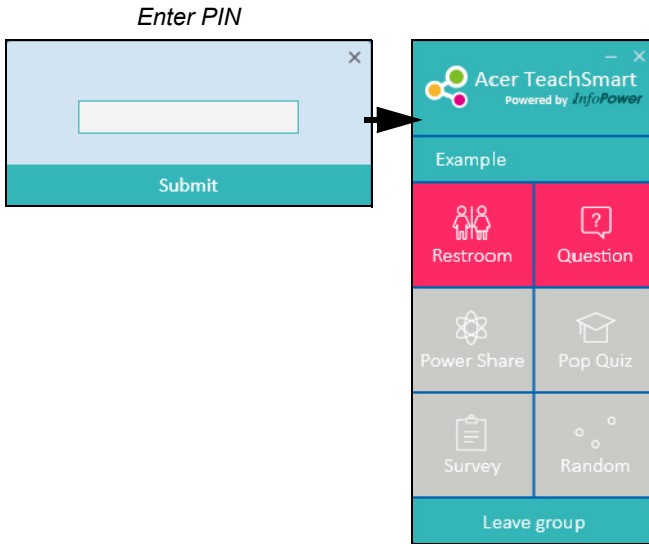 Enter PIN
Submit
Acer TeachSmart
Powered by InfoPower
Example
Restroom
Question
Power Share
Pop Quiz
Survey
Random
Leave group